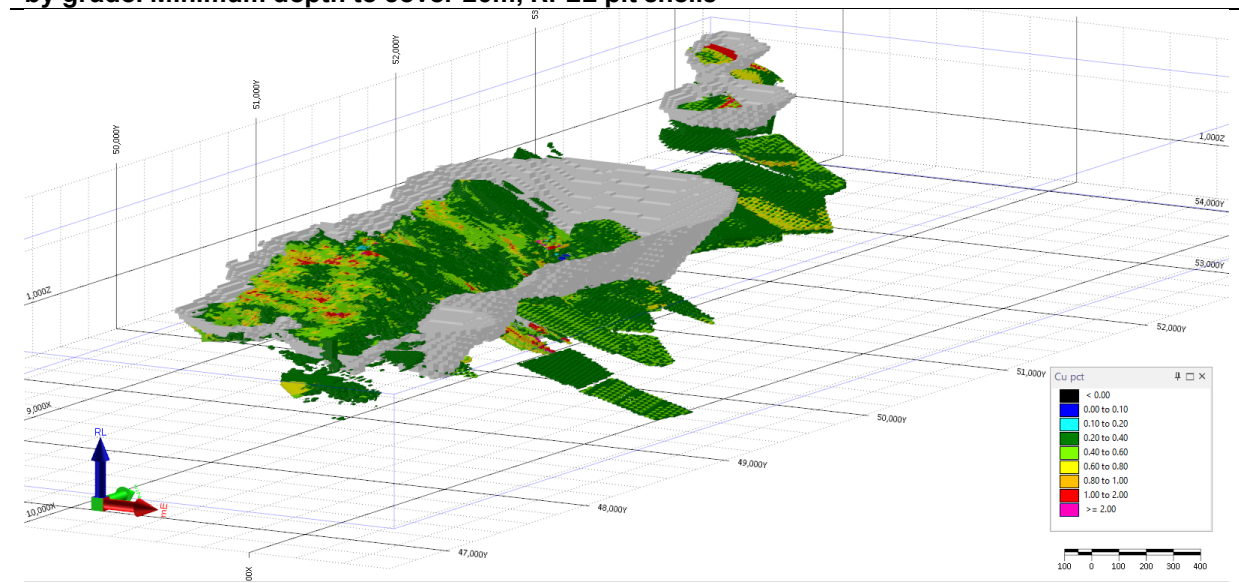 by grade. Minimum depth to cover 20m, RPEE pit shells
53
52,000Y
51,000Y
50,000Y
1,000Z
54,000Y
53,000Y
1,000Z
52,000Y
51,000Y
9,000X
50,000Y
RL
49,000Y
mE
10,000X
48,000Y
47,000Y
00X
Cu pct
< 0.00
0.00 to 0.10
0.10 to 0.20
0.20 to 0.40
0.40 to 0.60
0.60 to 0.80
0.80 to 1.00
1.00 to 2.00
>= 2.00
100 0 100 200 300 400